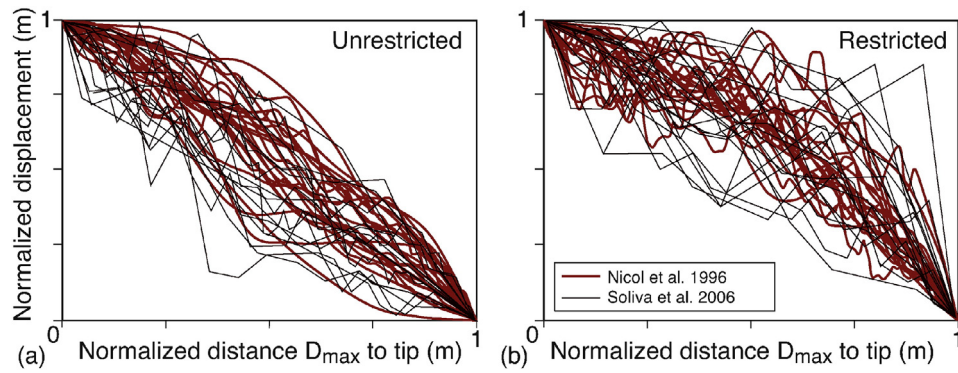 Normalized displacement (m)
1
Unrestricted
0
1
(a)
Normalized distance Dmax to tip (m)
1
Restricted
Nicol et al. 1996
Soliva et al. 2006
0
1
(b)
Normalized distance Dmax to tip (m)